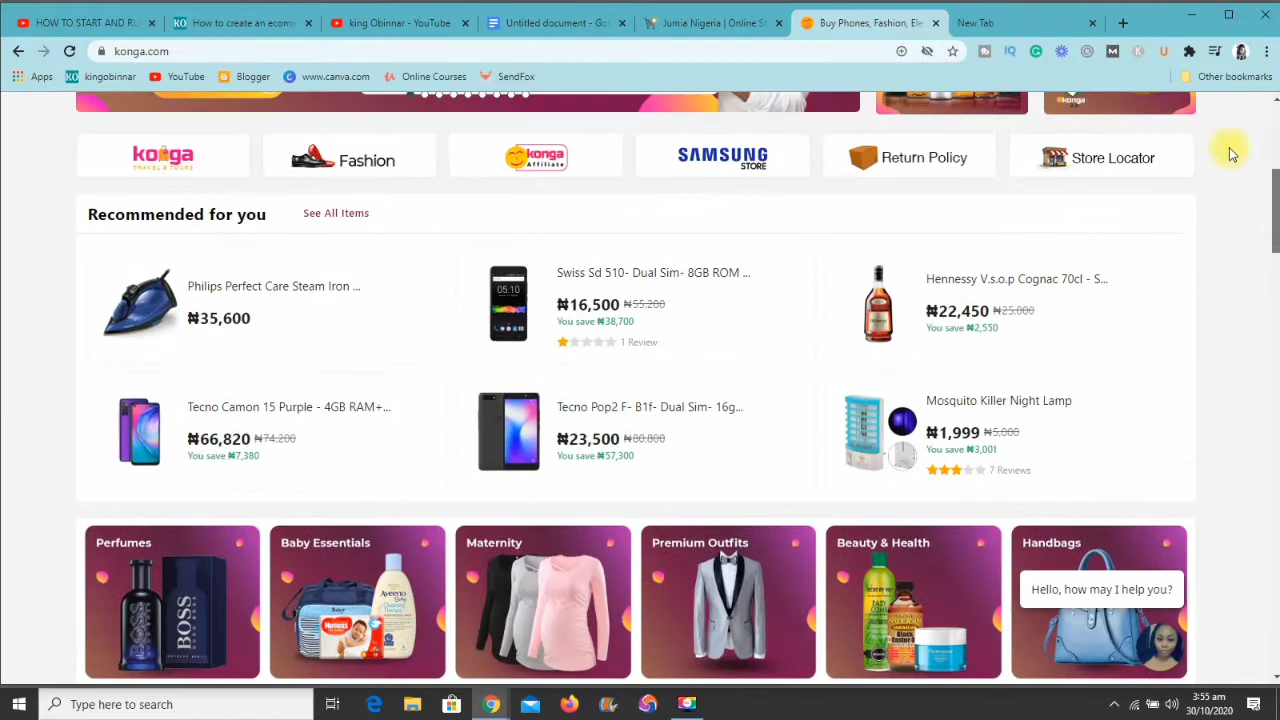 HOW TO START AND RU
How to create an ecomm
king Obinnar - YouTube
Untitled document - Goo
Jumia Nigeria | Online Sh
Buy Phones, Fashion, Ele
New Tab
konga.com
Apps
kingobinnar
YouTube
Blogger
www.canva.com
Online Courses
SendFox
Other bookmarks
konga
TRAVEL & TOURS
Fashion
konga
Affiliate
SAMSUNG
STORE
Return Policy
Store Locator
Recommended for you
See All Items
Philips Perfect Care Steam Iron ...
₦35,600
Swiss Sd 510- Dual Sim- 8GB ROM ...
₦16,500 ₦55,200
You save ₦38,700
1 Review
Hennessy V.s.o.p Cognac 70cl - S...
₦22,450 ₦25,000
You save ₦2,550
Tecno Camon 15 Purple - 4GB RAM+...
₦66,820 ₦74,200
You save ₦7,380
Tecno Pop2 F- B1f- Dual Sim- 16g...
₦23,500 ₦80,800
You save ₦57,300
Mosquito Killer Night Lamp
₦1,999 ₦5,000
You save ₦3,001
7 Reviews
Perfumes
Baby Essentials
Maternity
Premium Outfits
Beauty & Health
Handbags
BOSS
HUGGIES
Aveeno
Hello, how may I help you?
Type here to search
3:55 am
30/10/2020